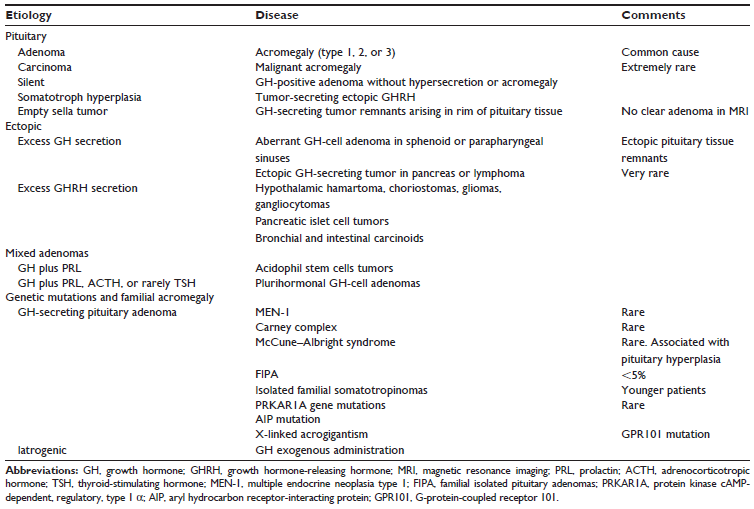 Etiology Disease Comments
Pituitary
Adenoma Acromegaly (type 1, 2, or 3) Common cause
Carcinoma Malignant acromegaly Extremely rare
Silent GH-positive adenoma without hypersecretion or acromegaly
Somatotroph hyperplasia Tumor-secreting ectopic GHRH
Empty sella tumor GH-secreting tumor remnants arising in rim of pituitary tissue No clear adenoma in MRI
Ectopic
Excess GH secretion Aberrant GH-cell adenoma in sphenoid or parapharyngeal Ectopic pituitary tissue
sinuses remnants
Ectopic GH-secreting tumor in pancreas or lymphoma Very rare
Excess GHRH secretion Hypothalamic hamartoma, choriostomas, gliomas,
gangliocytomas
Pancreatic islet cell tumors
Bronchial and intestinal carcinoids
Mixed adenomas
GH plus PRL Acidophil stem cells tumors
GH plus PRL, ACTH, or rarely TSH Plurihormonal GH-cell adenomas
Genetic mutations and familial acromegaly
GH-secreting pituitary adenoma MEN-1 Rare
Carney complex Rare
McCune–Albright syndrome Rare. Associated with
pituitary hyperplasia
FIPA <5%
Isolated familial somatotropinomas Younger patients
PRKAR1A gene mutations Rare
AIP mutation
X-linked acrogigantism GPR101 mutation
Iatrogenic GH exogenous administration
Abbreviations: GH, growth hormone; GHRH, growth hormone-releasing hormone; MRI, magnetic resonance imaging; PRL, prolactin; ACTH, adrenocorticotropic
hormone; TSH, thyroid-stimulating hormone; MEN-1, multiple endocrine neoplasia type 1; FIPA, familial isolated pituitary adenomas; PRKAR1A, protein kinase cAMP-
dependent, regulatory, type 1 α; AIP, aryl hydrocarbon receptor-interacting protein; GPR101, G-protein-coupled receptor 101.